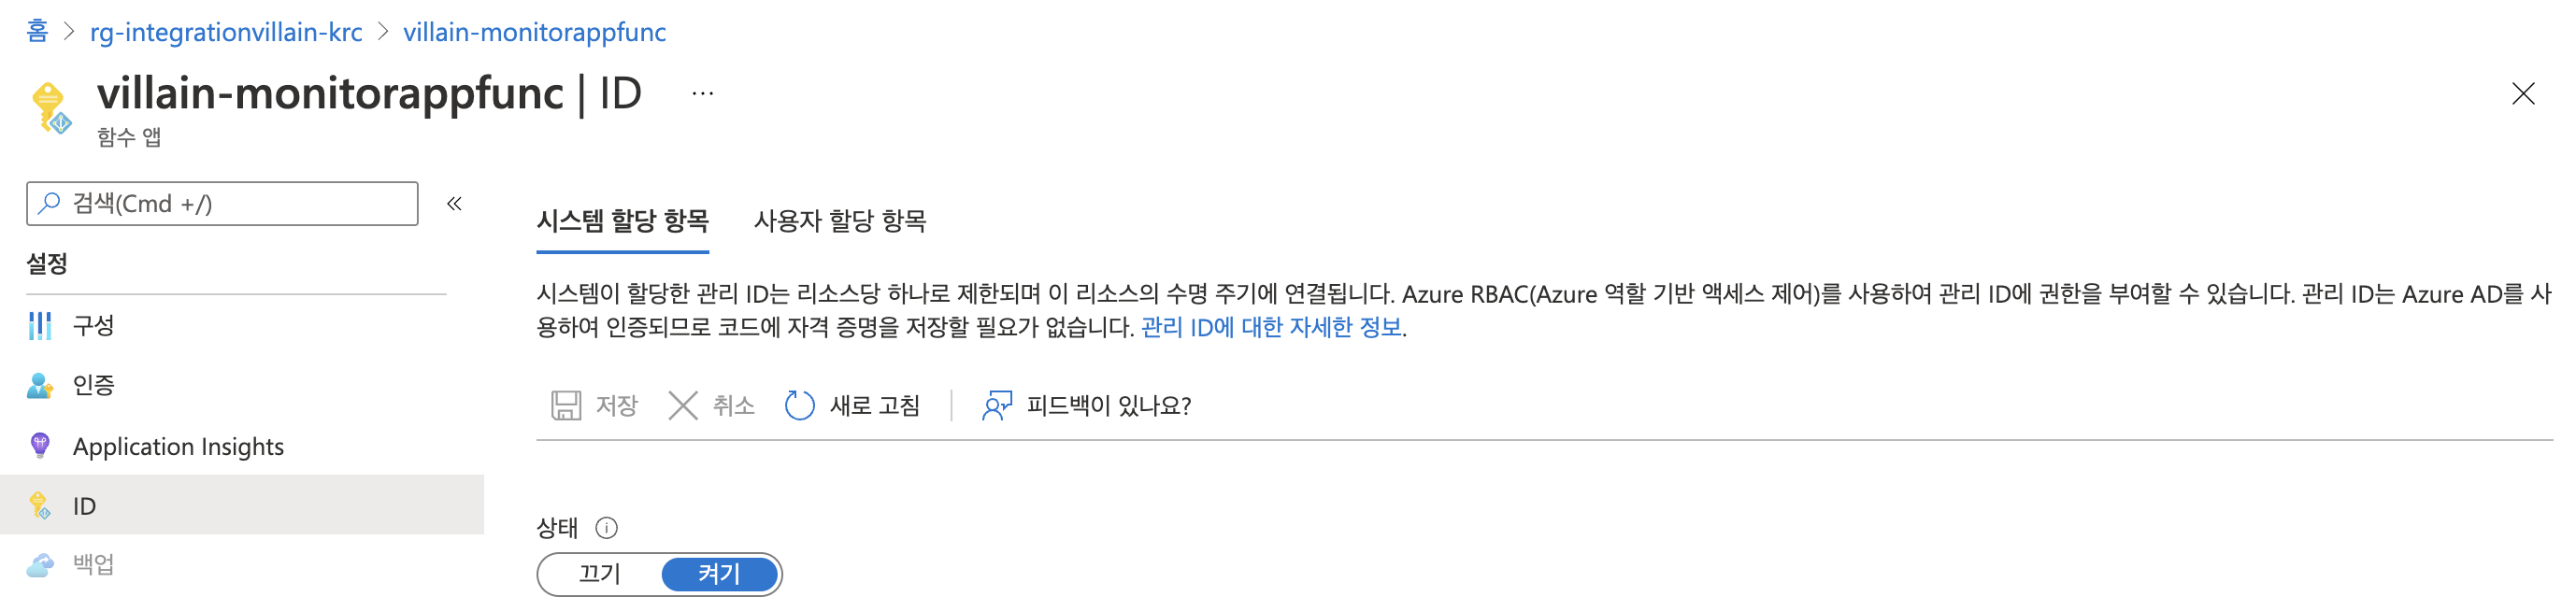 홈 > rg-integrationvillain-krc > villain-monitorappfunc
villain-monitorappfunc | ID ...
함수 앱
검색(Cmd +/) «
시스템 할당 항목 사용자 할당 항목
설정
시스템이 할당한 관리 ID는 리소스당 하나로 제한되며 이 리소스의 수명 주기에 연결됩니다. Azure RBAC(Azure 역할 기반 액세스 제어)를 사용하여 관리 ID에 권한을 부여할 수 있습니다. 관리 ID는 Azure AD를 사
용하여 인증되므로 코드에 자격 증명을 저장할 필요가 없습니다. 관리 ID에 대한 자세한 정보.
구성
인증
저장 취소 새로 고침 피드백이 있나요?
Application Insights
ID
상태
백업
끄기 켜기